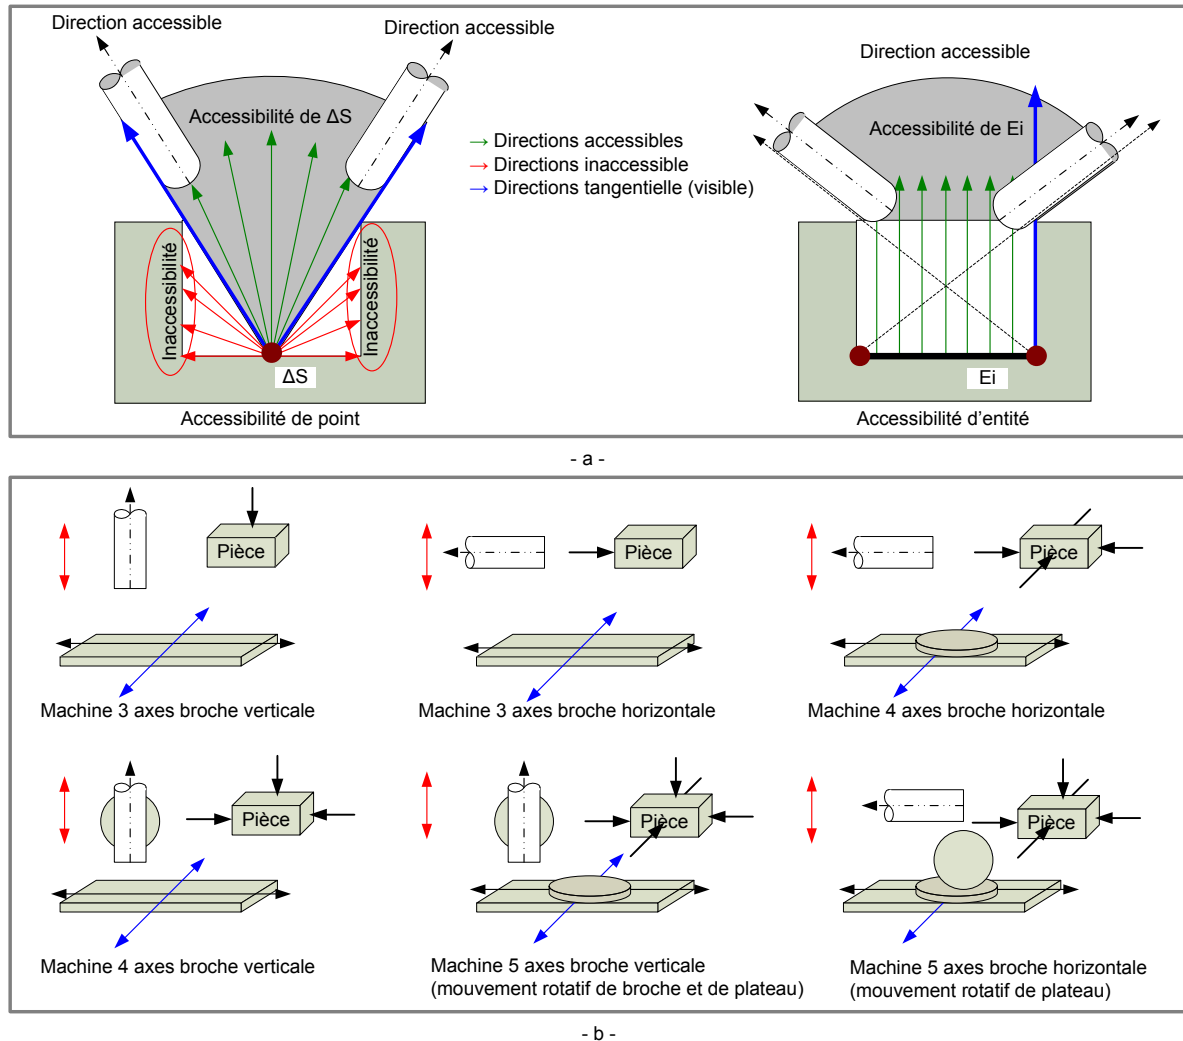 Direction accessible
Direction accessible
Direction accessible
Accessibilité de ΔS
Accessibilité de Ei
→ Directions accessibles
→ Directions inaccessible
→ Directions tangentielle (visible)
Inaccessibilité
Inaccessibilité
ΔS
Ei
Accessibilité de point
Accessibilité d'entité
- a -
Pièce
Pièce
Pièce
Machine 3 axes broche verticale
Machine 3 axes broche horizontale
Machine 4 axes broche horizontale
Pièce
Pièce
Pièce
Machine 4 axes broche verticale
Machine 5 axes broche verticale
(mouvement rotatif de broche et de plateau)
Machine 5 axes broche horizontale
(mouvement rotatif de plateau)
- b -